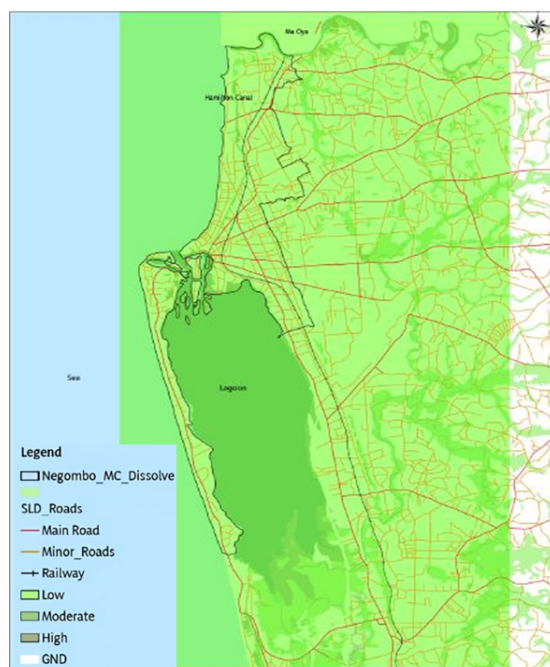 Ma Oya
Hamilton Canal
Sea
Lagoon
Legend
Negombo_MC_Dissolve
SLD_Roads
Main Road
Minor_Roads
Railway
Low
Moderate
High
GND